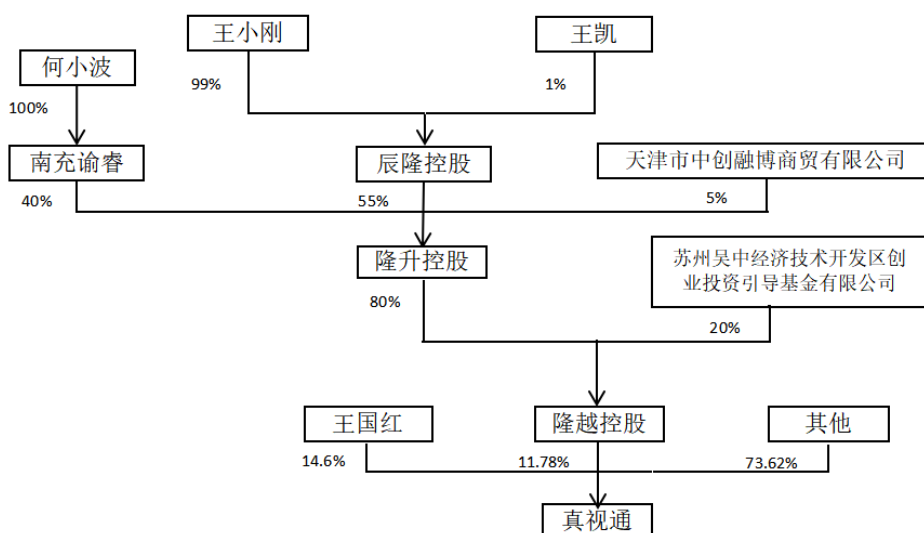 王小刚
王凯
何小波
99%
1%
100%
南充谕睿
辰隆控股
天津市中创融博商贸有限公司
40%
55%
5%
隆升控股
苏州吴中经济技术开发区创
业投资引导基金有限公司
80%
20%
王国红
隆越控股
其他
14.6%
11.78%
73.62%
真视通